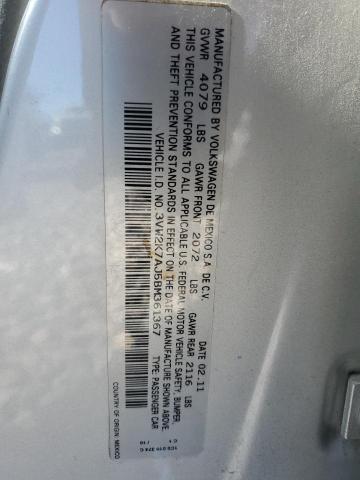 MANUFACTURED BY VOLKSWAGEN DE MEXICO S.A. DE C.V. DATE 02.11
GVWR 4079 LBS GAWR FRONT 2072 LBS GAWR REAR 2116 LBS
THIS VEHICLE CONFORMS TO ALL APPLICABLE U.S. FEDERAL MOTOR VEHICLE SAFETY, BUMPER,
AND THEFT PREVENTION STANDARDS IN EFFECT ON THE DATE OF MANUFACTURE SHOWN ABOVE.
VEHICLE I.D. NO. 3VW2K7AJ5BM361367 TYPE: PASSENGER CAR
COUNTRY OF ORIGIN: MEXICO